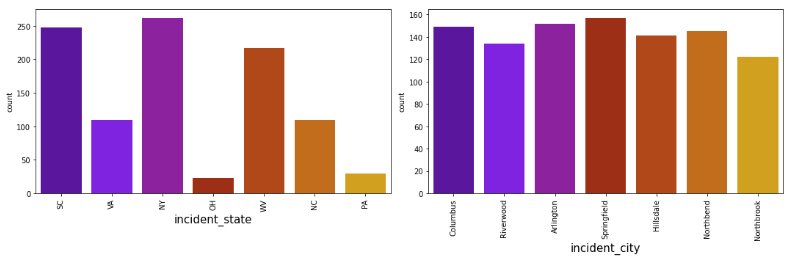 250
200
150
100
50
0
count
SC
VA
NY
OH
WV
NC
PA
incident_state
160
140
120
100
80
60
40
20
0
count
Columbus
Riverwood
Arlington
Springfield
Hillsdale
Northbend
Northbrook
incident_city